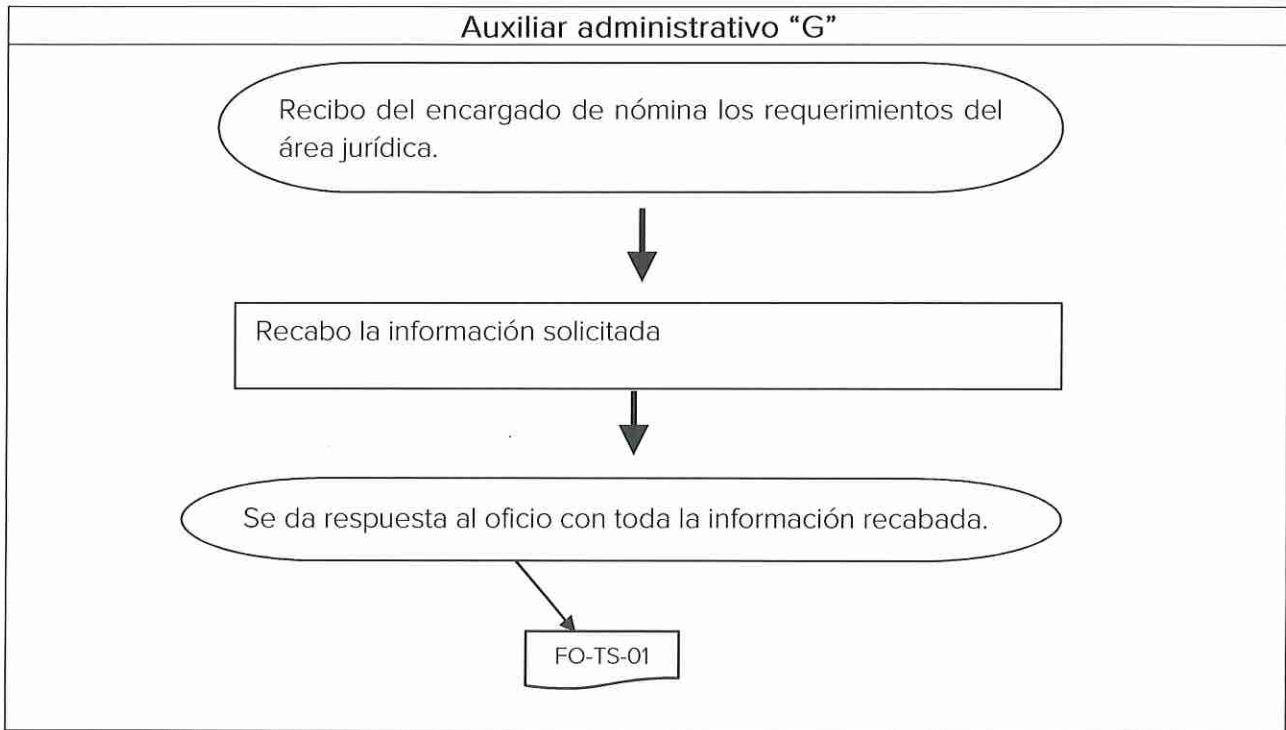 Auxiliar administrativo “G”
Recibo del encargado de nómina los requerimientos del
área jurídica.
Recabo la información solicitada
Se da respuesta al oficio con toda la información recabada.
FO-TS-01